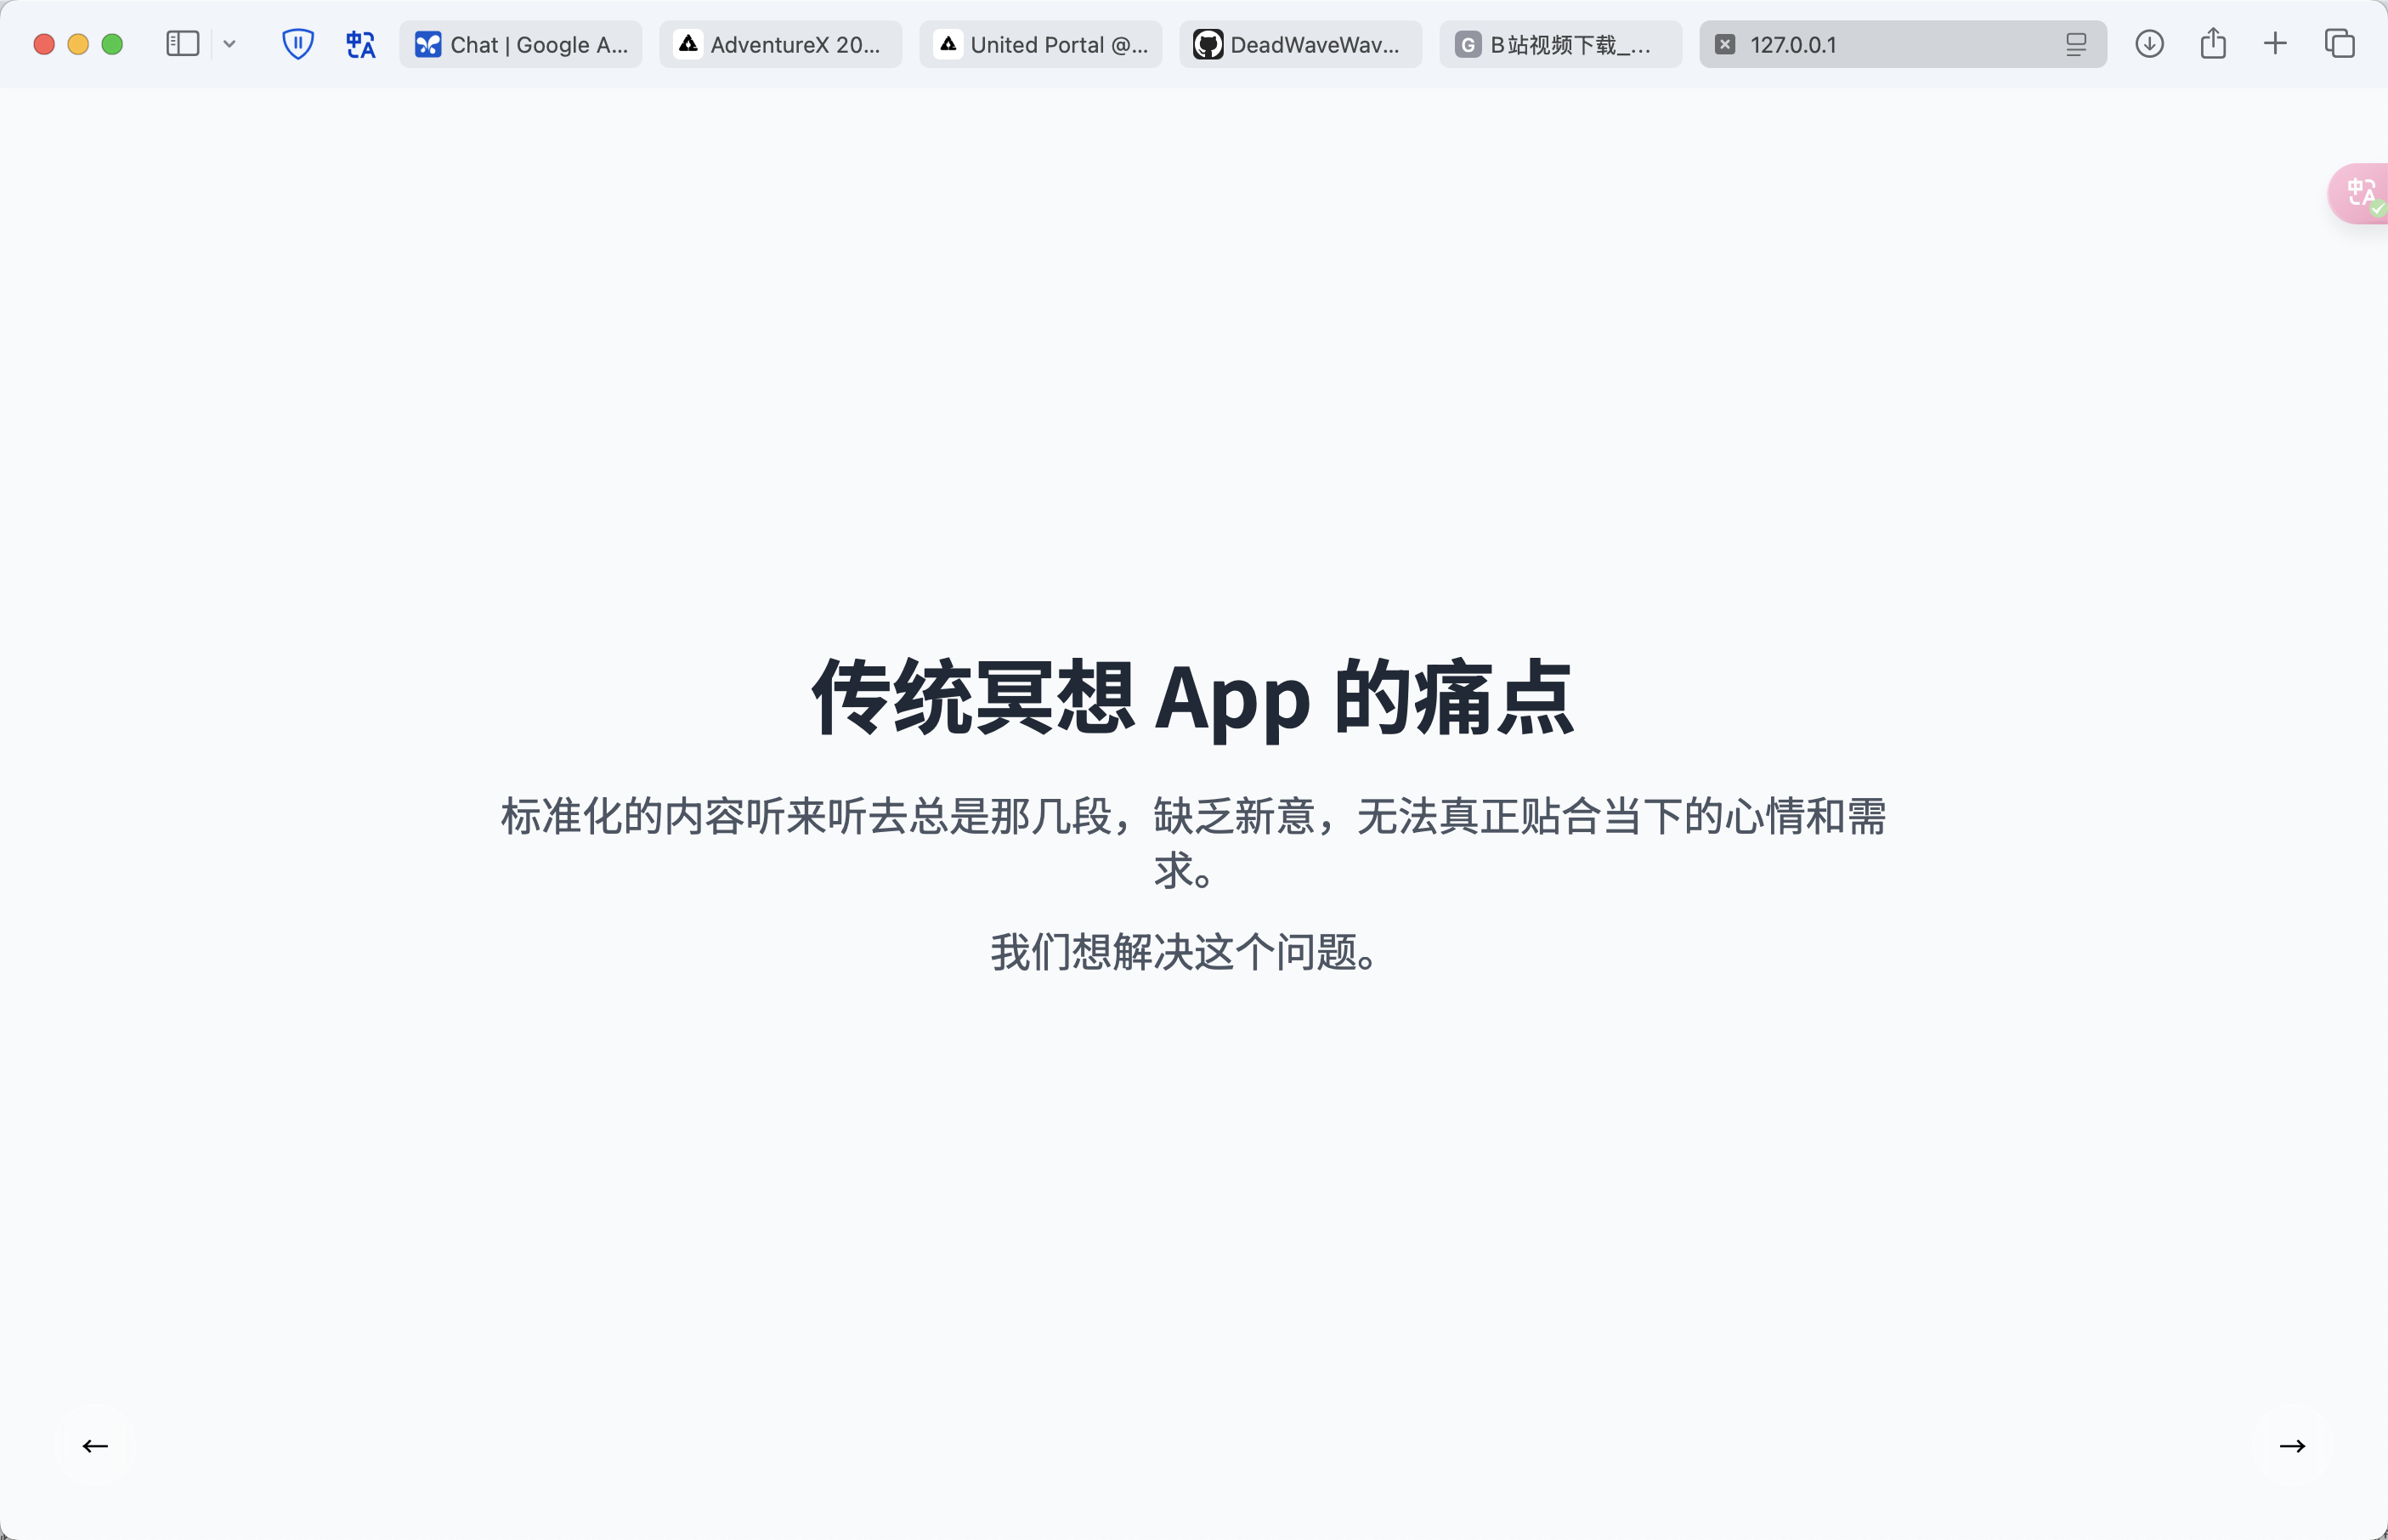 Chat | Google A...
AdventureX 20...
United Portal @...
DeadWaveWav...
G
B站视频下载_...
127.0.0.1
传统冥想 App 的痛点
标准化的内容听来听去总是那几段，缺乏新意，无法真正贴合当下的心情和需
求。
我们想解决这个问题。
←
→